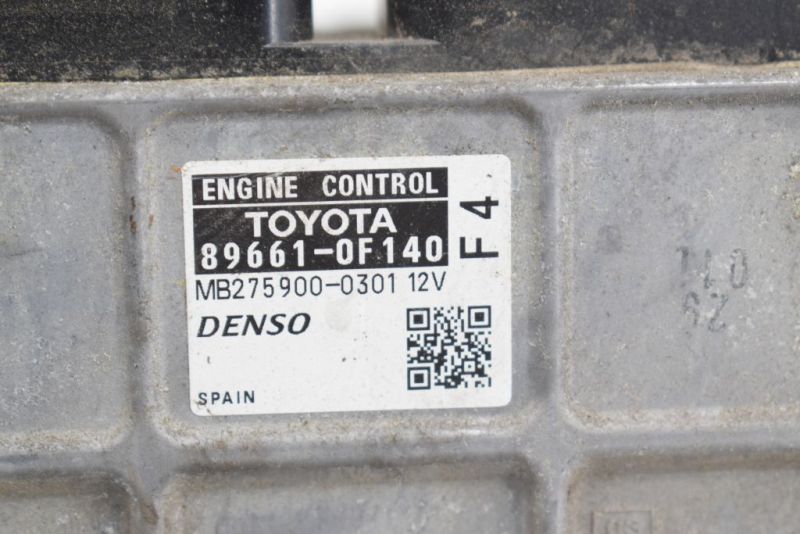 ENGINE CONTROL
TOYOTA
89661-0F140
F4
MB275900-0301 12V
DENSO
SPAIN